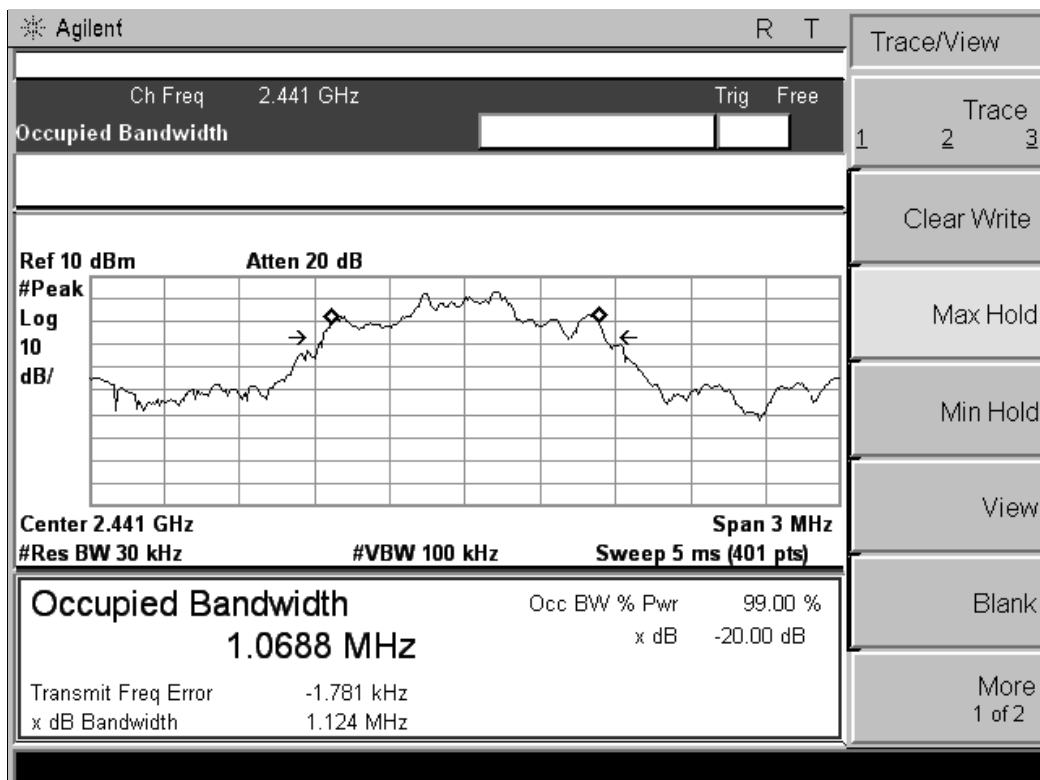 Agilent R T
Ch Freq 2.441 GHz Trig Free
Occupied Bandwidth
Ref 10 dBm Atten 20 dB
#Peak
Log
10
dB/
Center 2.441 GHz Span 3 MHz
#Res BW 30 kHz #VBW 100 kHz Sweep 5 ms (401 pts)
Occupied Bandwidth
1.0688 MHz
Occ BW % Pwr 99.00 %
x dB -20.00 dB
Transmit Freq Error -1.781 kHz
x dB Bandwidth 1.124 MHz
Trace/View
Trace
1 2 3
Clear Write
Max Hold
Min Hold
View
Blank
More
1 of 2